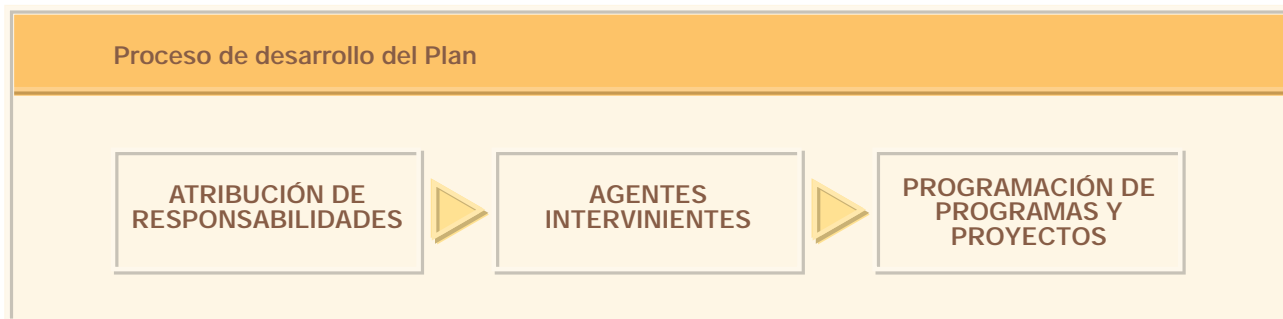 Proceso de desarrollo del Plan
ATRIBUCIÓN DE
RESPONSABILIDADES
AGENTES
INTERVINIENTES
PROGRAMACIÓN DE
PROGRAMAS Y
PROYECTOS